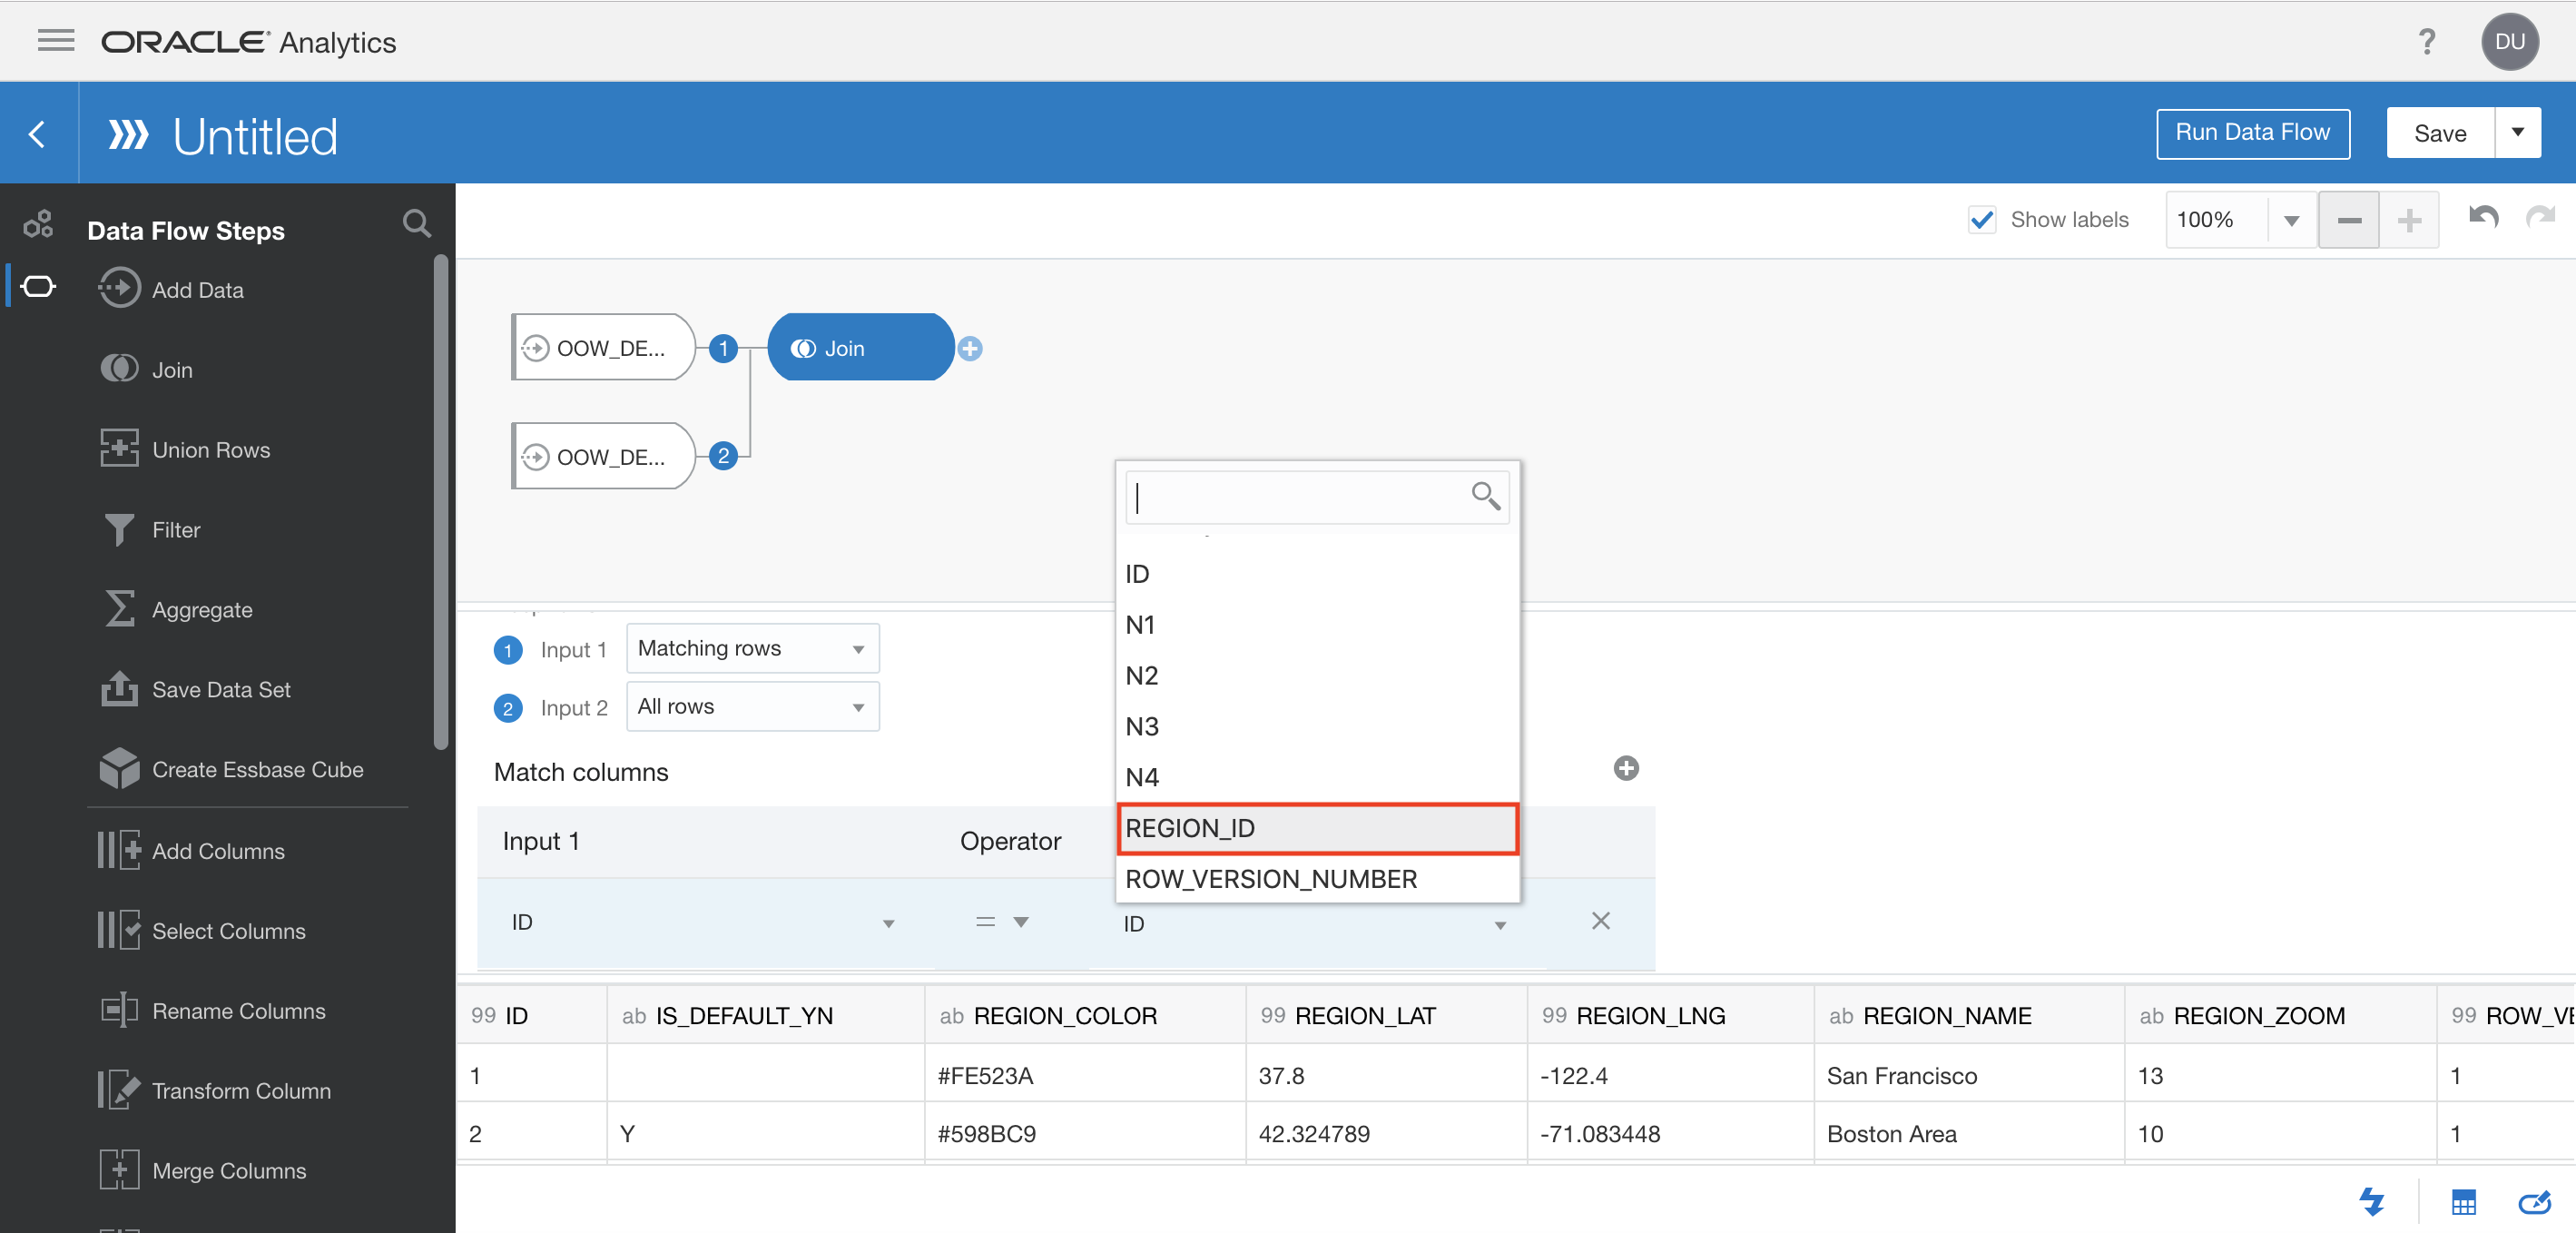 ORACLE Analytics
?
DU
Untitled
Run Data Flow
Save
Data Flow Steps
Show labels
100%
Add Data
Join
Union Rows
Filter
Aggregate
Save Data Set
Create Essbase Cube
Add Columns
Select Columns
Rename Columns
Transform Column
Merge Columns
OOW_DE...
1
Join
OOW_DE...
2
ID
N1
N2
N3
N4
REGION_ID
ROW_VERSION_NUMBER
1 Input 1 Matching rows
2 Input 2 All rows
Match columns
Input 1 Operator
ID = ID
99 ID ab IS_DEFAULT_YN ab REGION_COLOR 99 REGION_LAT 99 REGION_LNG ab REGION_NAME ab REGION_ZOOM 99 ROW_VE
1 #FE523A 37.8 -122.4 San Francisco 13 1
2 Y #598BC9 42.324789 -71.083448 Boston Area 10 1